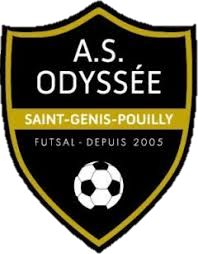 A.S.
ODYSSÉE
SAINT-GENIS-POUILLY
FUTSAL - DEPUIS 2005